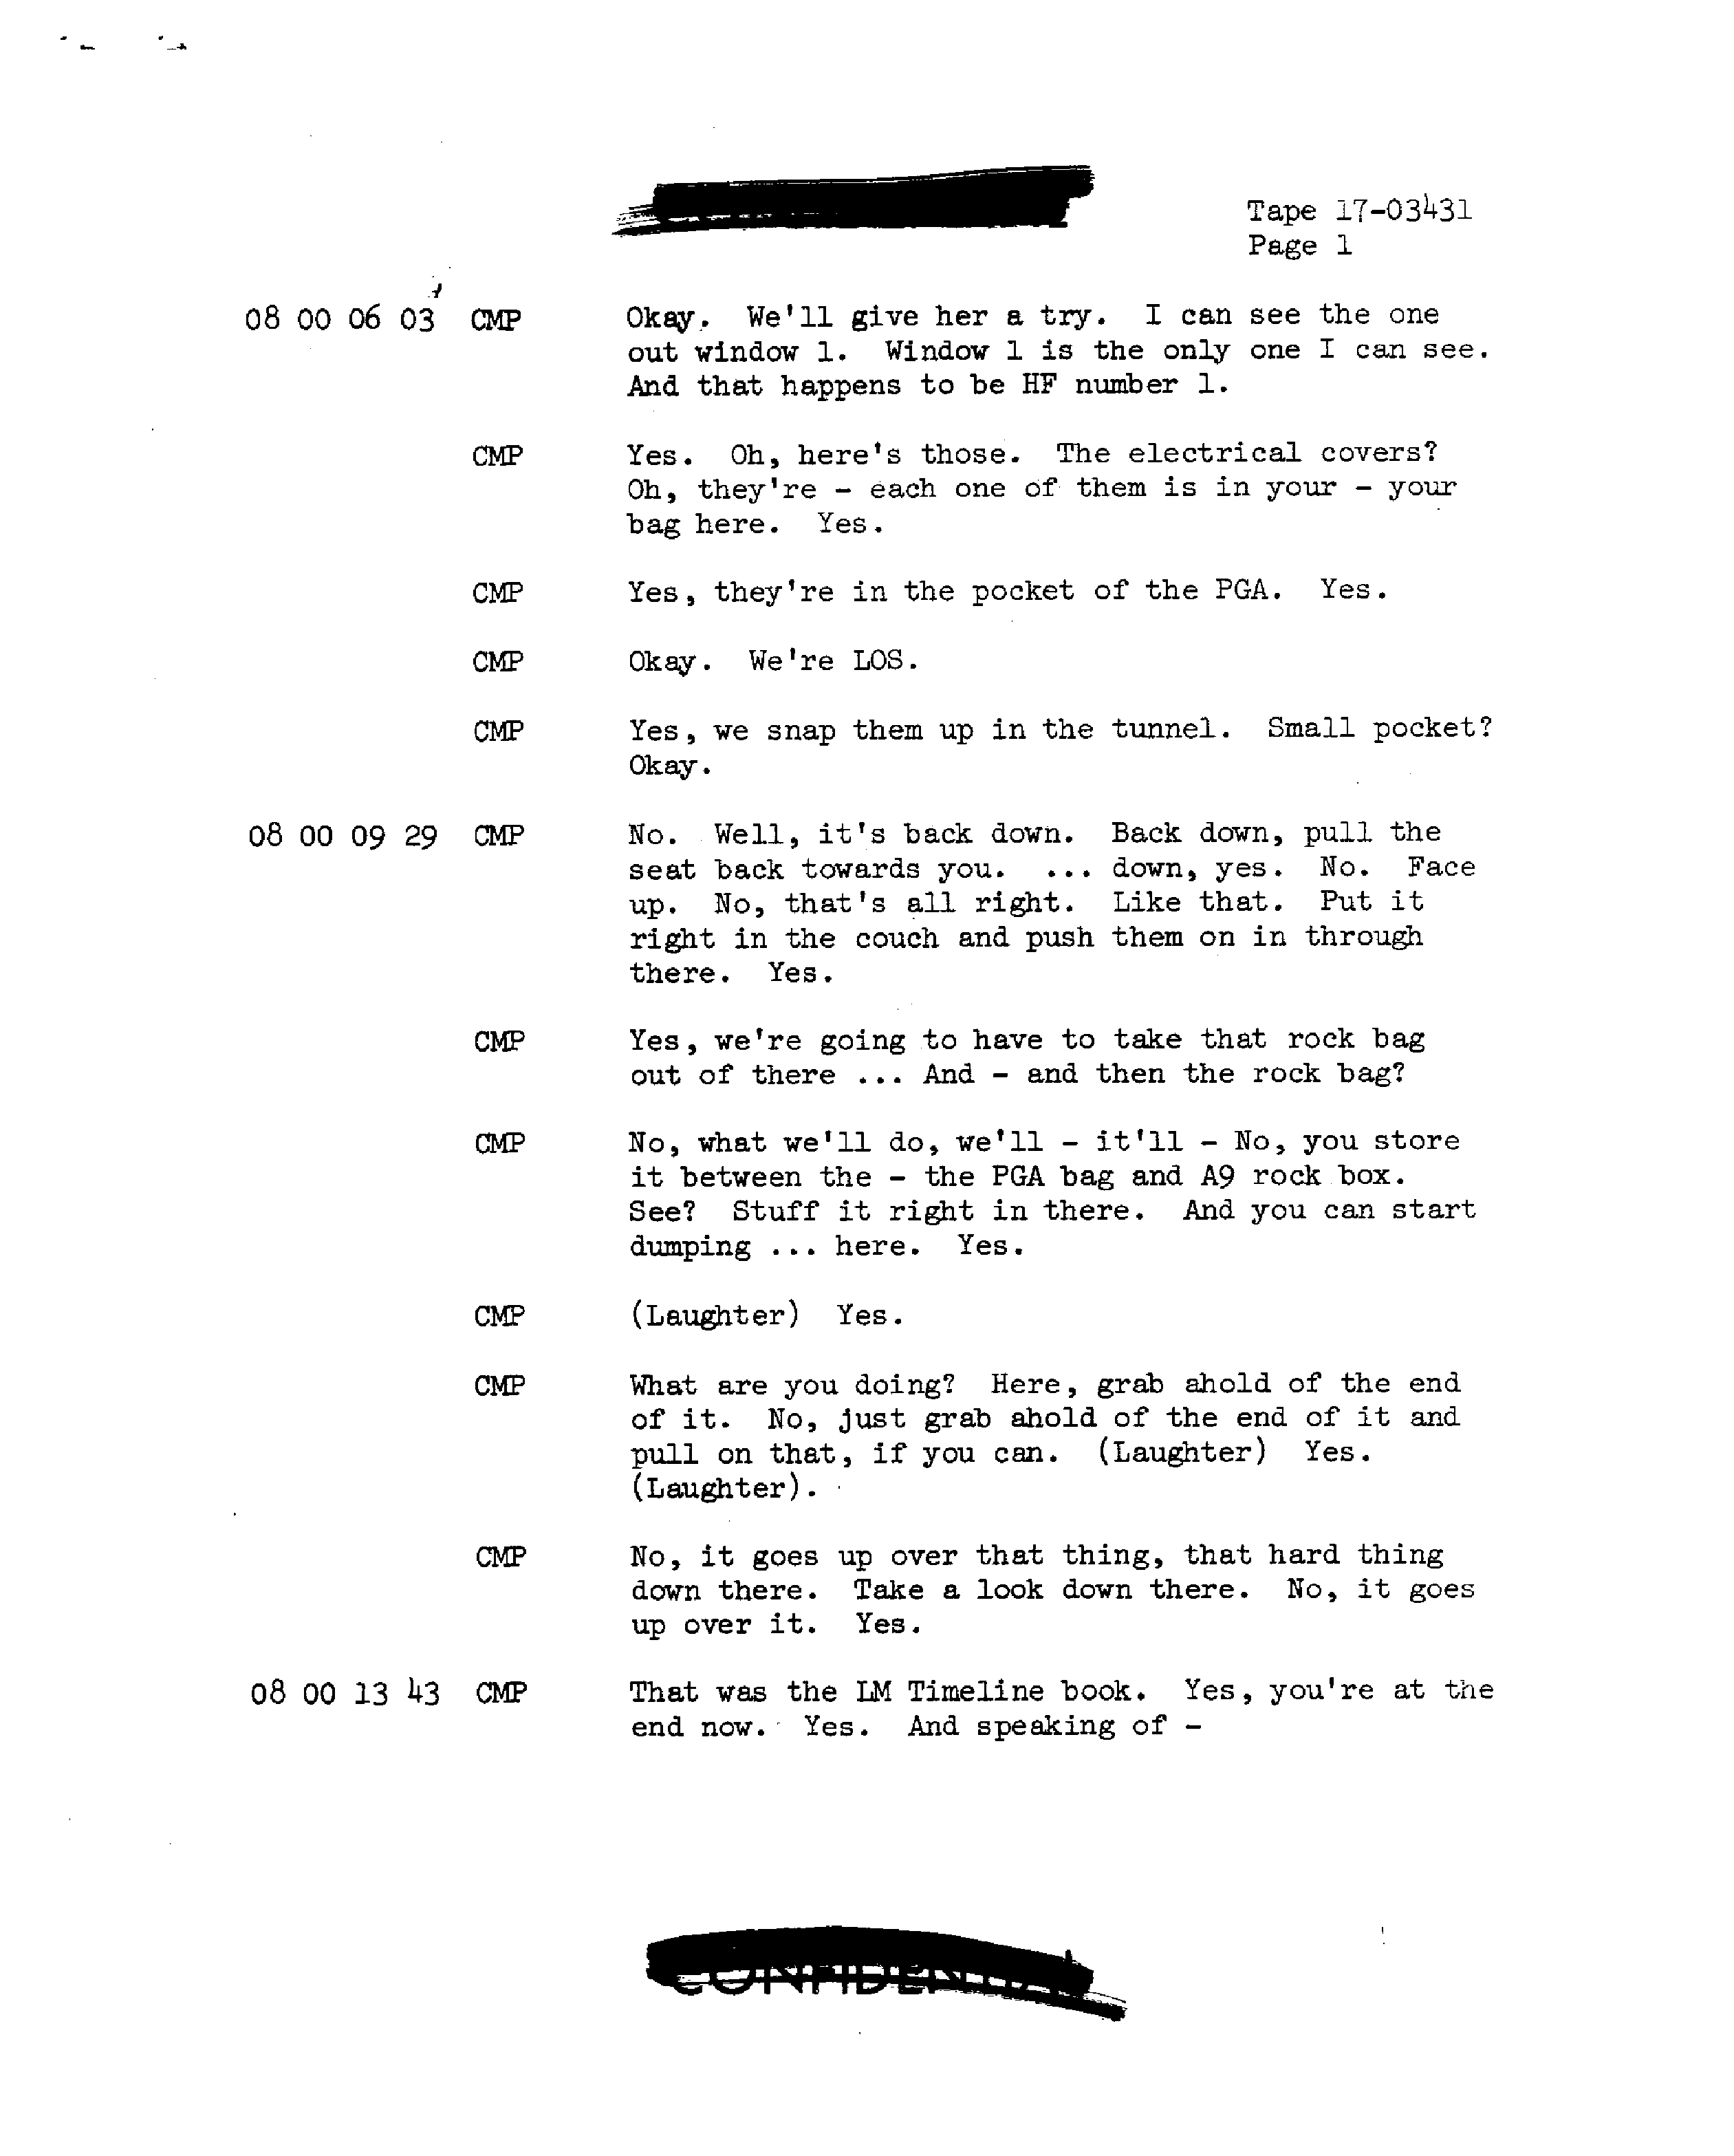 Tape 17-03431
Page 1
08 00 06 03 CMP Okay. We'll give her a try. I can see the one
out window 1. Window 1 is the only one I can see.
And that happens to be HF number 1.
CMP Yes. Oh, here's those. The electrical covers?
Oh, they're - each one of them is in your - your
bag here. Yes.
CMP Yes, they're in the pocket of the PGA. Yes.
CMP Okay. We're LOS.
CMP Yes, we snap them up in the tunnel. Small pocket?
Okay.
08 00 09 29 CMP No. Well, it's back down. Back down, pull the
seat back towards you. ... down, yes. No. Face
up. No, that's all right. Like that. Put it
right in the couch and push them on in through
there. Yes.
CMP Yes, we're going to have to take that rock bag
out of there ... And - and then the rock bag?
CMP No, what we'll do, we'll - it'll - No, you store
it between the - the PGA bag and A9 rock box.
See? Stuff it right in there. And you can start
dumping ... here. Yes.
CMP (Laughter) Yes.
CMP What are you doing? Here, grab ahold of the end
of it. No, just grab ahold of the end of it and
pull on that, if you can. (Laughter) Yes.
(Laughter).
CMP No, it goes up over that thing, that hard thing
down there. Take a look down there. No, it goes
up over it. Yes.
08 00 13 43 CMP That was the LM Timeline book. Yes, you're at the
end now. Yes. And speaking of -
CONFIDENTIAL